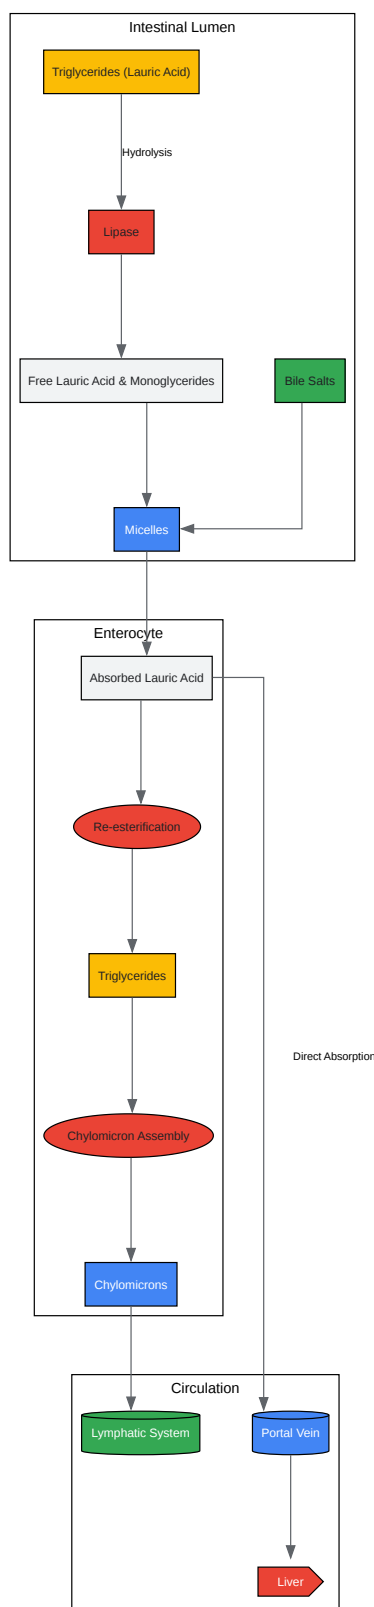 Intestinal Lumen
Triglycerides (Lauric Acid)
Hydrolysis
Lipase
Free Lauric Acid & Monoglycerides
Bile Salts
Micelles
Enterocyte
Absorbed Lauric Acid
Re-esterification
Triglycerides
Direct Absorption
Chylomicron Assembly
Chylomicrons
Circulation
Lymphatic System
Portal Vein
Liver